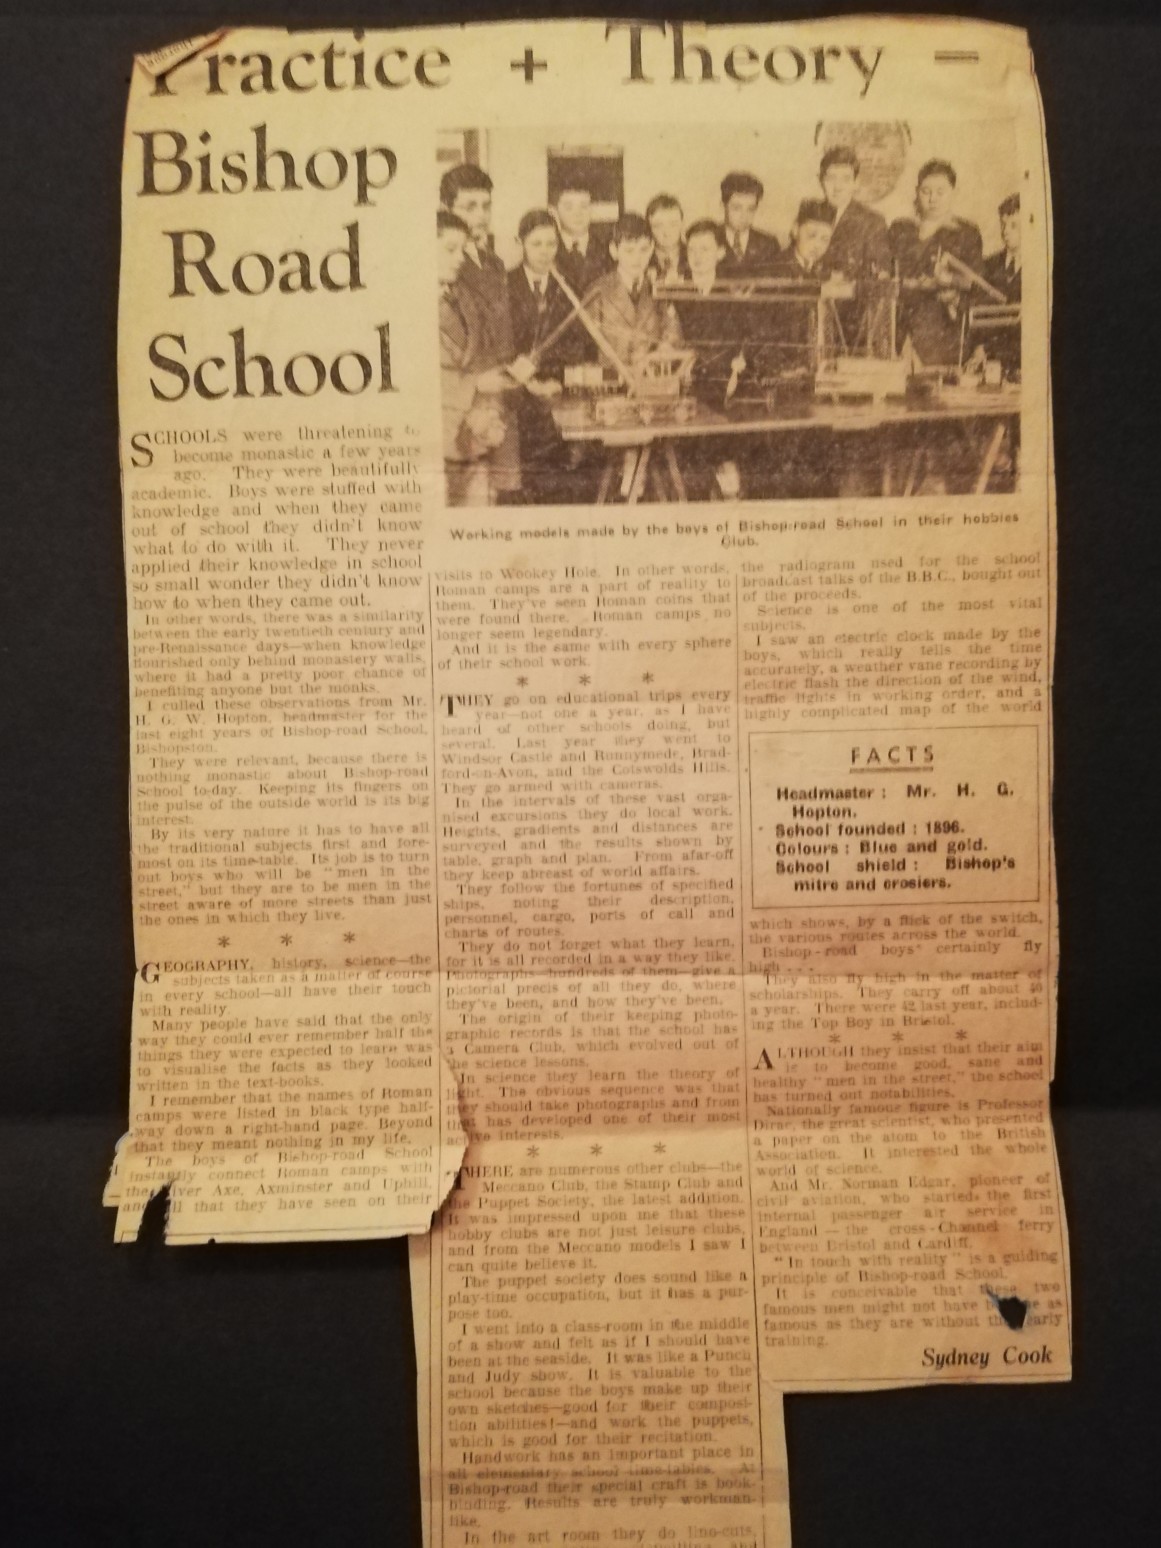 Practice + Theory =
Bishop
Road
School
SCHOOLS were threatening to
become monastic a few years
ago. They were beautifully
academic. Boys were stuffed with
knowledge and when they came
out of school they didn't know
what to do with it. They never
applied their knowledge in school
so small wonder they didn't know
how to when they came out.
In other words, there was a similarity
between the early twentieth century and
pre-Renaissance days—when knowledge
flourished only behind monastery walls,
where it had a pretty poor chance of
benefiting anyone but the monks.
I culled these observations from Mr.
H. G. W. Hopton, headmaster for the
last eight years of Bishop-road School,
Bishopston.
They were relevant, because there is
nothing monastic about Bishop-road
School to-day. Keeping its fingers on
the pulse of the outside world is its big
interest.
By its very nature it has to have all
the traditional subjects first and fore-
most on its time-table. Its job is to turn
out boys who will be "men in the
street," but they are to be men in the
street aware of more streets than just
the ones in which they live.
* * *
GEOGRAPHY, history, science—the
subjects taken as a matter of course
in every school—all have their touch
with reality.
Many people have said that the only
way they could ever remember half the
things they were expected to learn was
to visualise the facts as they looked
written in the text-books.
I remember that the names of Roman
camps were listed in black type half-
way down a right-hand page. Beyond
that they meant nothing in my life.
The boys of Bishop-road School
instantly connect Roman camps with
the River Axe, Axminster and Uphill,
and all that they have seen on their
Working models made by the boys of Bishop-road School in their hobbies
Club.
visits to Wookey Hole. In other words,
Roman camps are a part of reality to
them. They've seen Roman coins that
were found there. Roman camps no
longer seem legendary.
And it is the same with every sphere
of their school work.
* * *
THEY go on educational trips every
year—not one a year, as I have
heard of other schools doing, but
several. Last year they went to
Windsor Castle and Runnymede, Brad-
ford-on-Avon, and the Cotswolds Hills.
They go armed with cameras.
In the intervals of these vast orga-
nised excursions they do local work.
Heights, gradients and distances are
surveyed and the results shown by
table, graph and plan. From afar-off
they keep abreast of world affairs.
They follow the fortunes of specified
ships, noting their description,
personnel, cargo, ports of call and
charts of routes.
They do not forget what they learn,
for it is all recorded in a way they like.
Photographs—hundreds of them—give a
pictorial precis of all they do, where
they've been, and how they've been.
The origin of their keeping photo-
graphic records is that the school has
a Camera Club, which evolved out of
the science lessons.
In science they learn the theory of
light. The obvious sequence was that
they should take photographs and from
that has developed one of their most
active interests.
* * *
THERE are numerous other clubs—the
Meccano Club, the Stamp Club and
the Puppet Society, the latest addition.
It was impressed upon me that these
hobby clubs are not just leisure clubs,
and from the Meccano models I saw I
can quite believe it.
The puppet society does sound like a
play-time occupation, but it has a pur-
pose too.
I went into a class-room in the middle
of a show and felt as if I should have
been at the seaside. It was like a Punch
and Judy show. It is valuable to the
school because the boys make up their
own sketches—good for their composi-
tion abilities!—and work the puppets,
which is good for their recitation.
Handwork has an important place in
all elementary school time-tables. At
Bishop-road their special craft is book-
binding. Results are truly workman-
like.
In the art room they do lino-cuts,
and
the radiogram used for the school
broadcast talks of the B.B.C., bought out
of the proceeds.
Science is one of the most vital
subjects.
I saw an electric clock made by the
boys, which really tells the time
accurately, a weather vane recording by
electric flash the direction of the wind,
traffic lights in working order, and a
highly complicated map of the world
FACTS
Headmaster : Mr. H. G.
Hopton.
School founded : 1896.
Colours : Blue and gold.
School shield : Bishop's
mitre and crosiers.
which shows, by a flick of the switch,
the various routes across the world.
Bishop-road boys' certainly fly
high . . .
They also fly high in the matter of
scholarships. They carry off about 40
a year. There were 42 last year, includ-
ing the Top Boy in Bristol.
* * *
ALTHOUGH they insist that their aim
is to become good, sane and
healthy "men in the street," the school
has turned out notabilities.
Nationally famous figure is Professor
Dirac, the great scientist, who presented
a paper on the atom to the British
Association. It interested the whole
world of science.
And Mr. Norman Edgar, pioneer of
civil aviation, who started the first
internal passenger air service in
England—the cross-Channel ferry
between Bristol and Cardiff.
"In touch with reality" is a guiding
principle of Bishop-road School.
It is conceivable that these two
famous men might not have become as
famous as they are without their early
training.
Sydney Cook